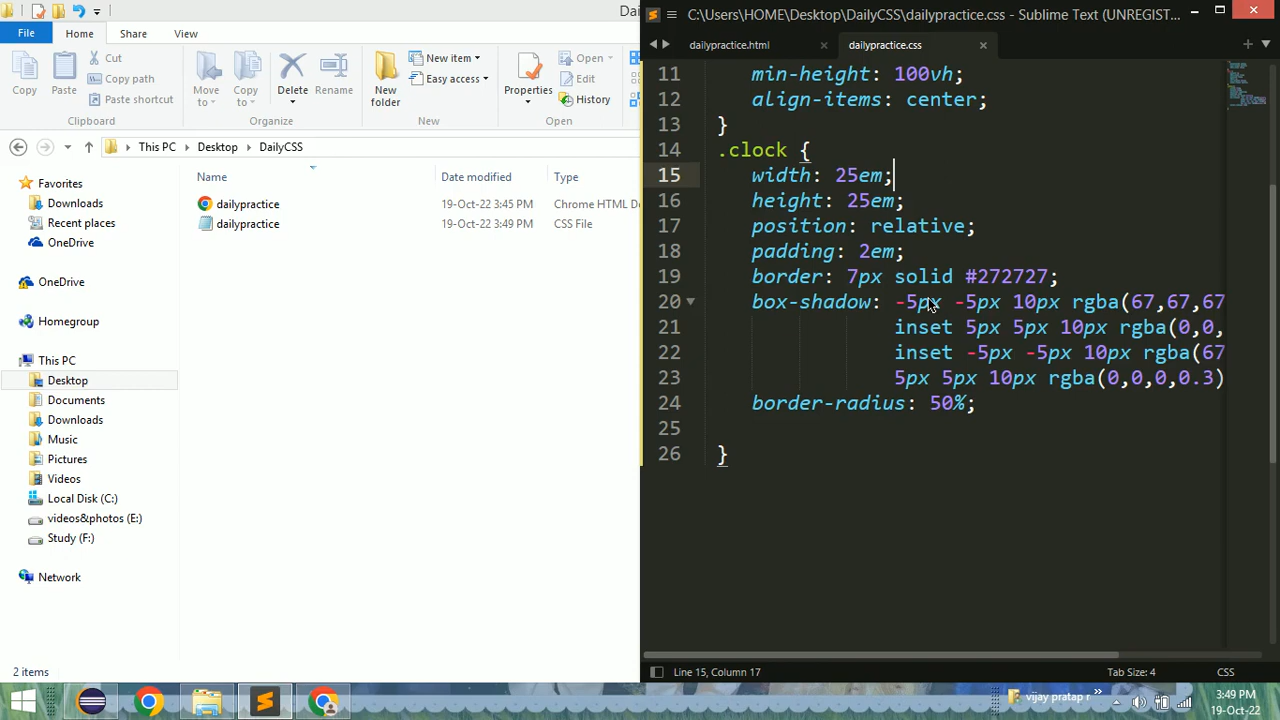 Dai
C:\Users\HOME\Desktop\DailyCSS\dailypractice.css - Sublime Text (UNREGIST...
File
Home
Share
View
dailypractice.html
dailypractice.css
Copy
Paste
Cut
Copy path
Paste shortcut
Clipboard
Move to
Copy to
Delete
Rename
Organize
New folder
New item
Easy access
New
Properties
Open
Edit
History
Open
This PC
Desktop
DailyCSS
Name
Date modified
Type
dailypractice
19-Oct-22 3:45 PM
Chrome HTML Do
dailypractice
19-Oct-22 3:49 PM
CSS File
Favorites
Downloads
Recent places
OneDrive
OneDrive
Homegroup
This PC
Desktop
Documents
Downloads
Music
Pictures
Videos
Local Disk (C:)
videos&photos (E:)
Study (F:)
Network
2 items
11 min-height: 100vh;
12 align-items: center;
13 }
14 .clock {
15 width: 25em;
16 height: 25em;
17 position: relative;
18 padding: 2em;
19 border: 7px solid #272727;
20 box-shadow: -5px -5px 10px rgba(67,67,67
21 inset 5px 5px 10px rgba(0,0,
22 inset -5px -5px 10px rgba(67
23 5px 5px 10px rgba(0,0,0,0.3)
24 border-radius: 50%;
25
26 }
Line 15, Column 17
Tab Size: 4
CSS
vijay pratap r
3:49 PM
19-Oct-22